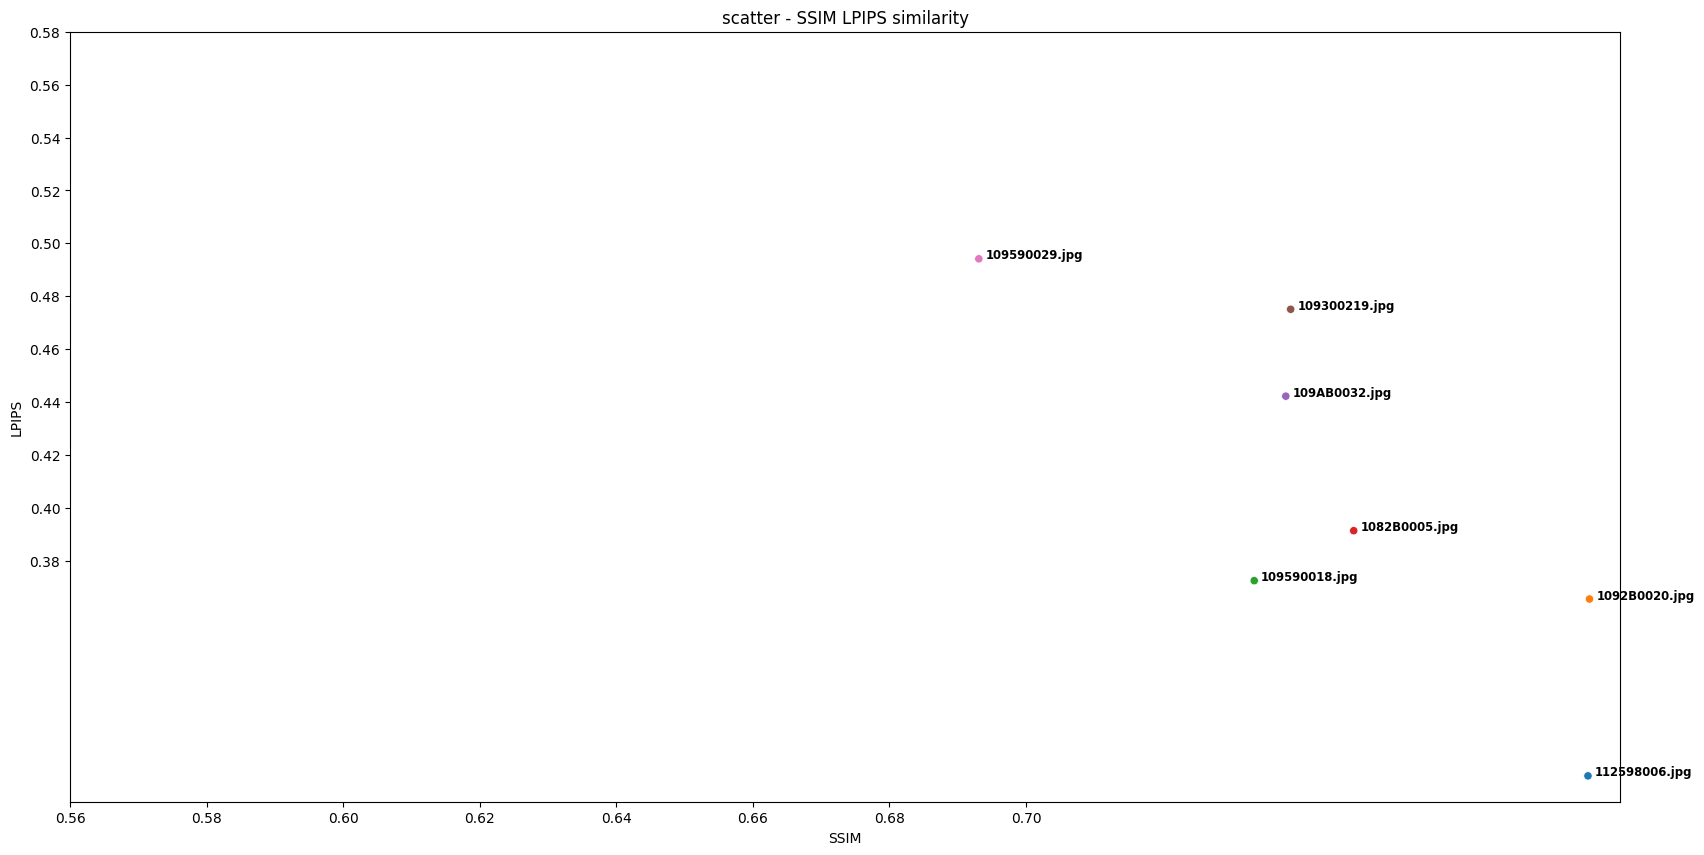 scatter - SSIM LPIPS similarity
0.58
0.56
0.54
0.52
0.50
0.48
0.46
0.44
0.42
0.40
0.38
LPIPS
109590029.jpg
109300219.jpg
109AB0032.jpg
1082B0005.jpg
109590018.jpg
1092B0020.jpg
112598006.jpg
0.56 0.58 0.60 0.62 0.64 0.66 0.68 0.70
SSIM